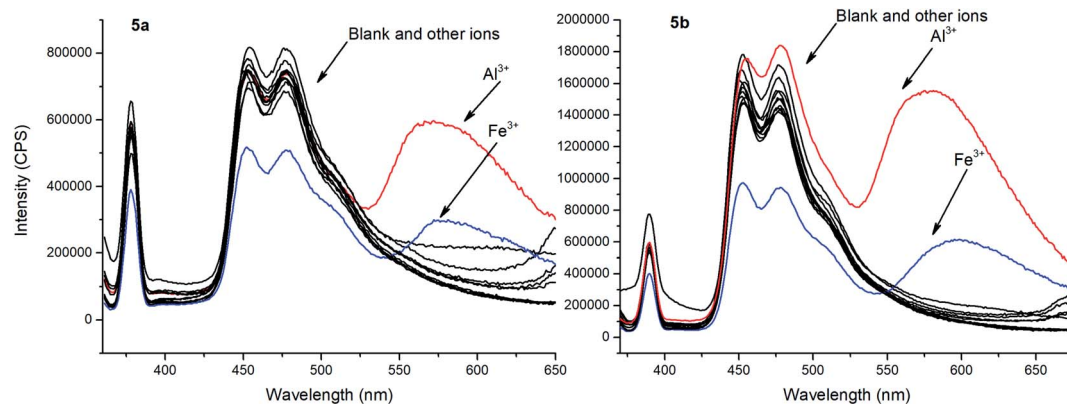 5a
Blank and other ions
Al³⁺
Fe³⁺
Intensity (CPS)
800000
600000
400000
200000
0
400
450
500
550
600
650
Wavelength (nm)
5b
Blank and other ions
Al³⁺
Fe³⁺
2000000
1800000
1600000
1400000
1200000
1000000
800000
600000
400000
200000
0
400
450
500
550
600
650
Wavelength (nm)